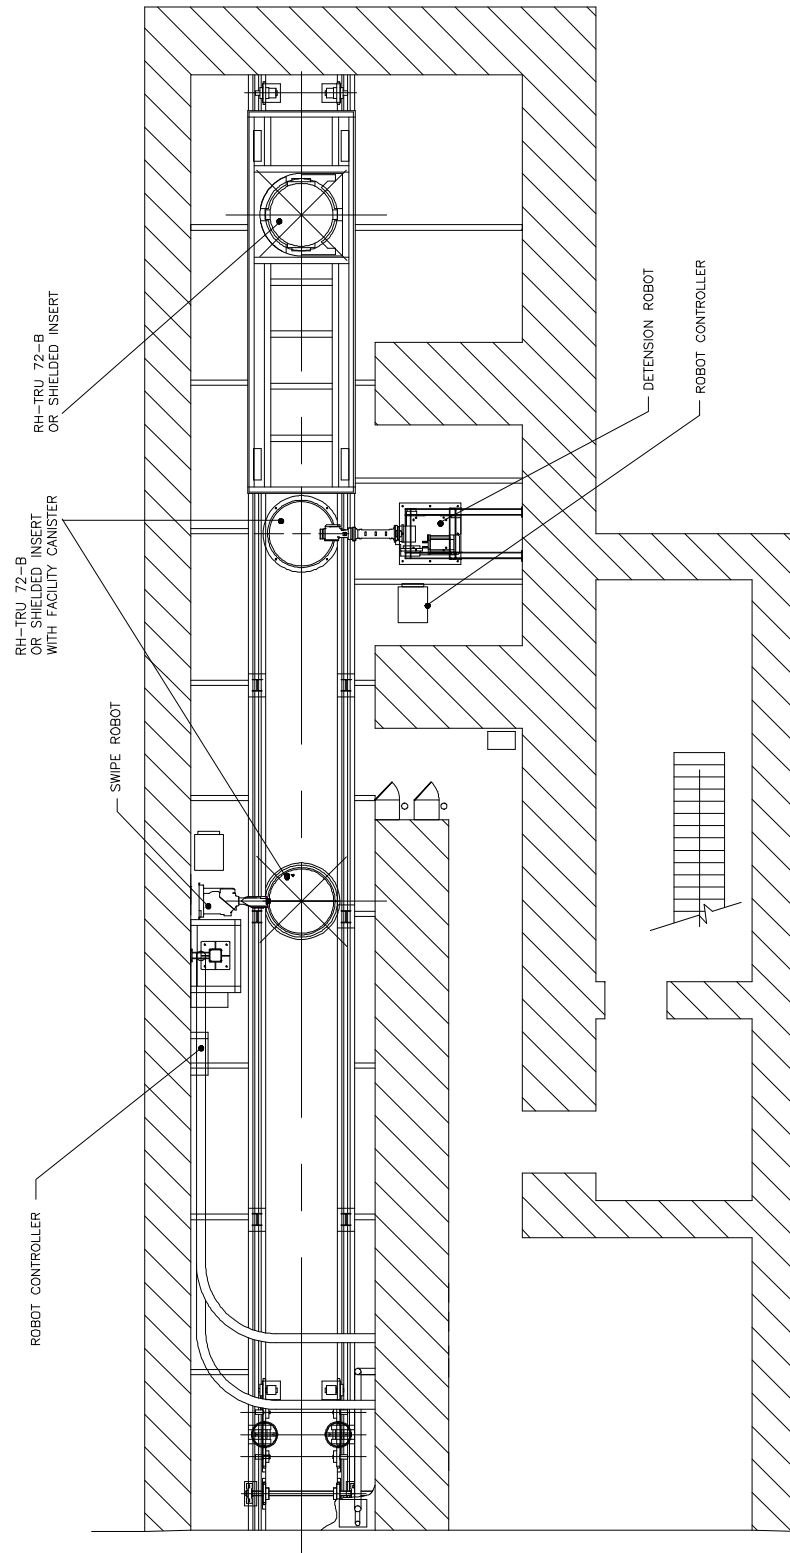 RH-TRU 72-B
OR SHIELDED INSERT
RH-TRU 72-B
OR SHIELDED INSERT
WITH FACILITY CANISTER
SWIPE ROBOT
ROBOT CONTROLLER
DETENSION ROBOT
ROBOT CONTROLLER